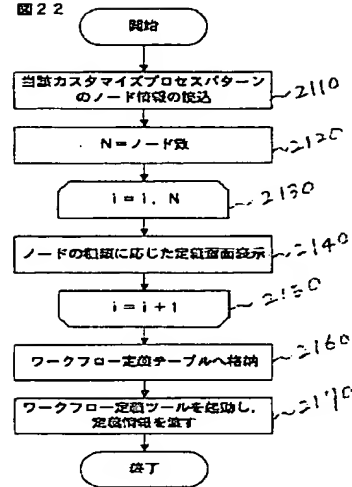 図22
開始
当該カスタマイズプロセスパターン
のノード情報の読込
2110
N=ノード数
2120
i = i, N
2130
ノードの種類に応じた定義画面表示
2140
i = i + 1
2150
ワークフロー定義テーブルへ格納
2160
ワークフロー定義ツールを起動し,
定義情報を渡す
2170
終了